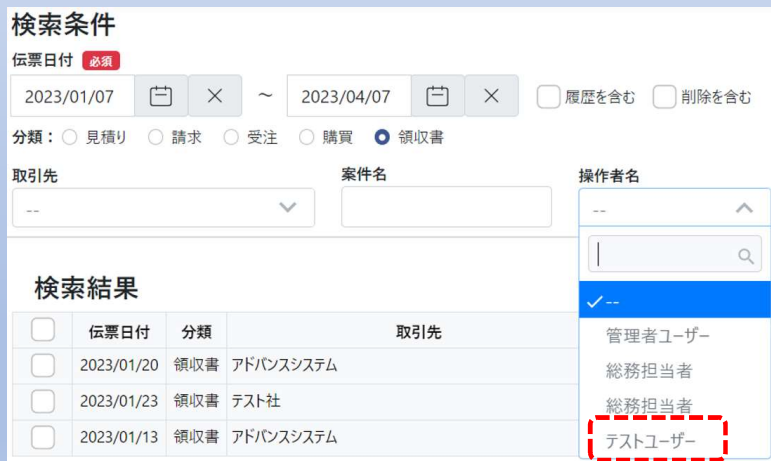 検索条件
伝票日付 必須
2023/01/07 ～ 2023/04/07 履歴を含む 削除を含む
分類： 見積り 請求 受注 購買 領収書
取引先 案件名 操作者名
-- --
検索結果
--
伝票日付 分類 取引先
管理者ユーザー
2023/01/20 領収書 アドバンスシステム
総務担当者
2023/01/23 領収書 テスト社
総務担当者
2023/01/13 領収書 アドバンスシステム
テストユーザー